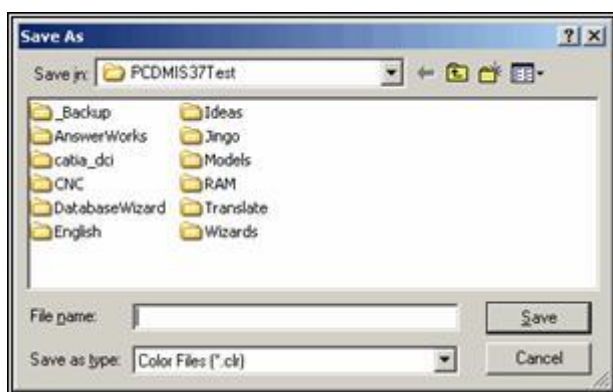 Save As
Save in: PCDMIS37Test
_Backup
AnswerWorks
catia_dci
CNC
DatabaseWizard
English
Ideas
Jingo
Models
RAM
Translate
Wizards
File name: Save
Save as type: Color Files (*.clr) Cancel